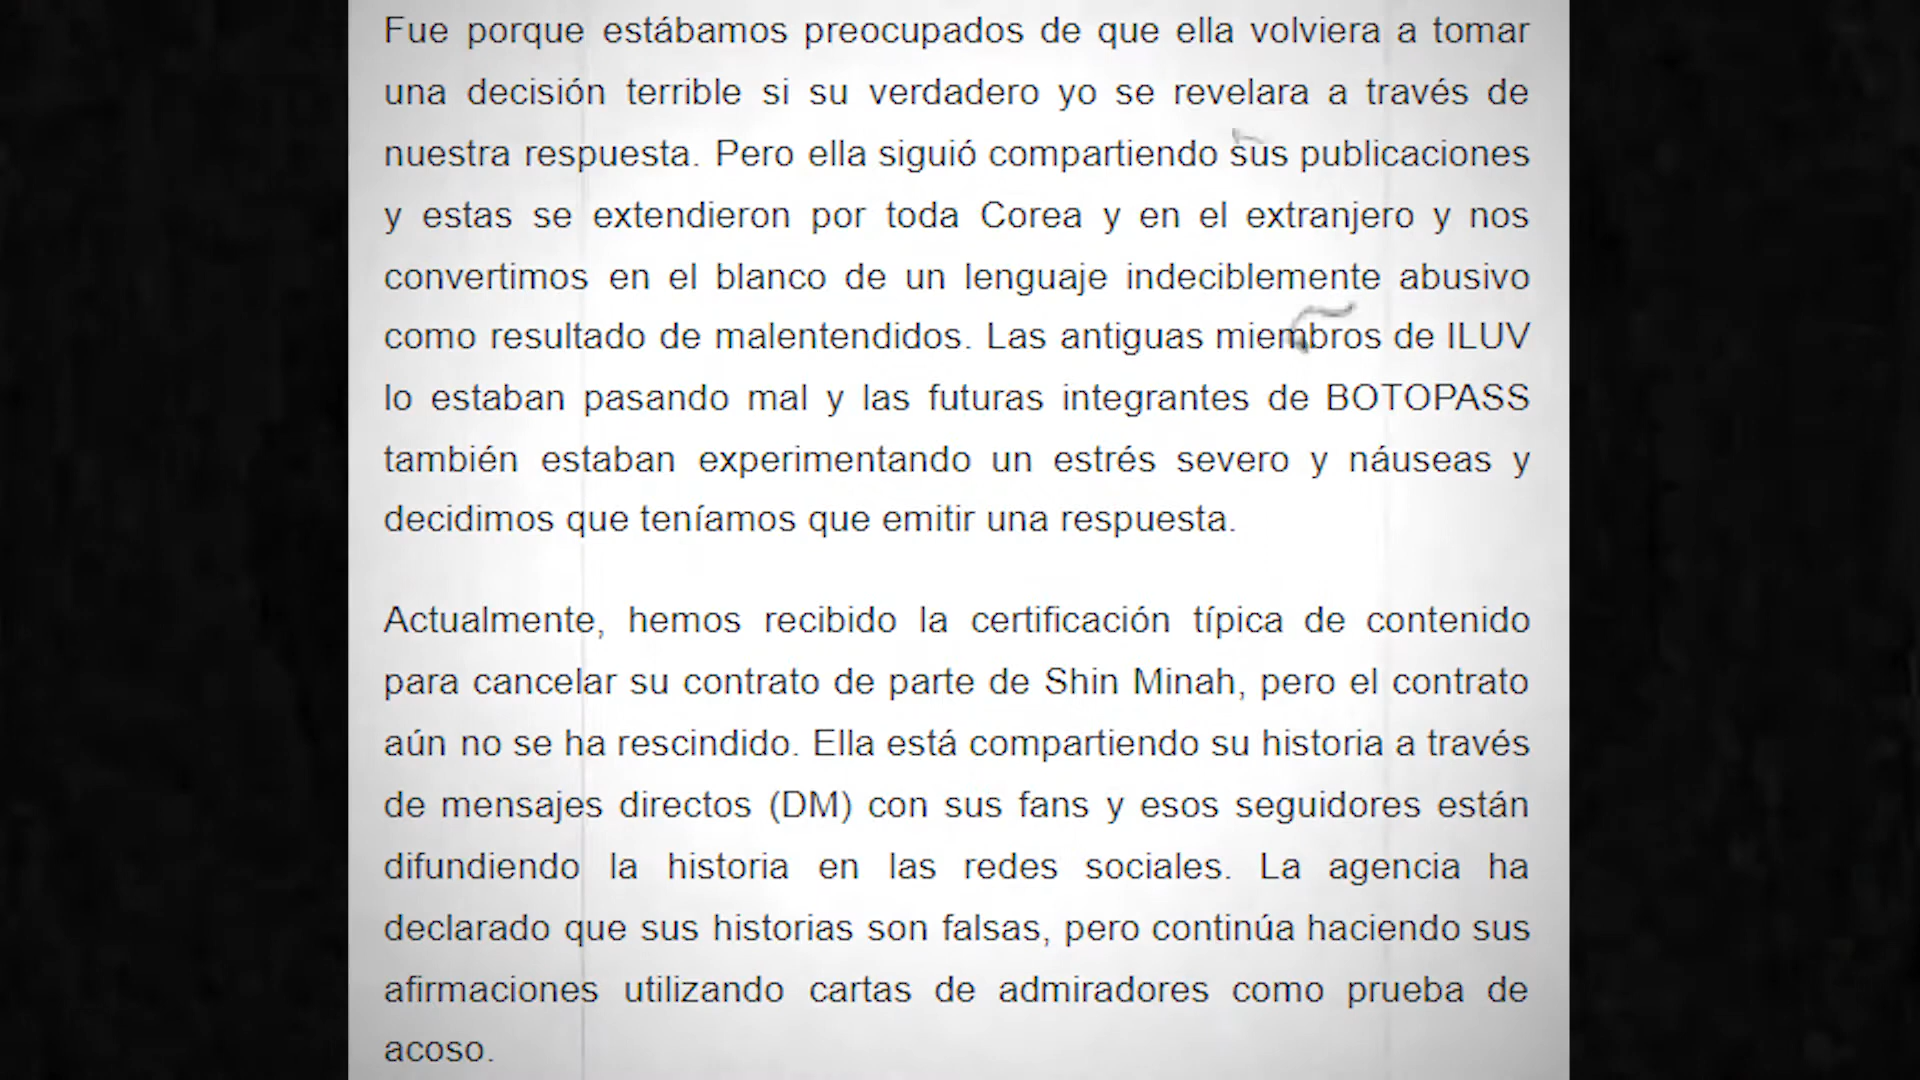 Fue porque estábamos preocupados de que ella volviera a tomar
una decisión terrible si su verdadero yo se revelara a través de
nuestra respuesta. Pero ella siguió compartiendo sus publicaciones
y estas se extendieron por toda Corea y en el extranjero y nos
convertimos en el blanco de un lenguaje indeciblemente abusivo
como resultado de malentendidos. Las antiguas miembros de ILUV
lo estaban pasando mal y las futuras integrantes de BOTOPASS
también estaban experimentando un estrés severo y náuseas y
decidimos que teníamos que emitir una respuesta.
Actualmente, hemos recibido la certificación típica de contenido
para cancelar su contrato de parte de Shin Minah, pero el contrato
aún no se ha rescindido. Ella está compartiendo su historia a través
de mensajes directos (DM) con sus fans y esos seguidores están
difundiendo la historia en las redes sociales. La agencia ha
declarado que sus historias son falsas, pero continúa haciendo sus
afirmaciones utilizando cartas de admiradores como prueba de
acoso.